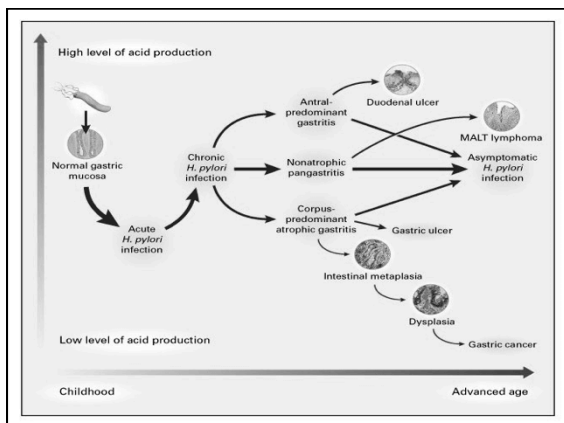 High level of acid production
Antral-
predominant
gastritis
Duodenal ulcer
MALT lymphoma
Normal gastric
mucosa
Chronic
H. pylori
infection
Nonatrophic
pangastritis
Asymptomatic
H. pylori
infection
Acute
H. pylori
infection
Corpus-
predominant
atrophic gastritis
Gastric ulcer
Intestinal metaplasia
Dysplasia
Gastric cancer
Low level of acid production
Childhood
Advanced age